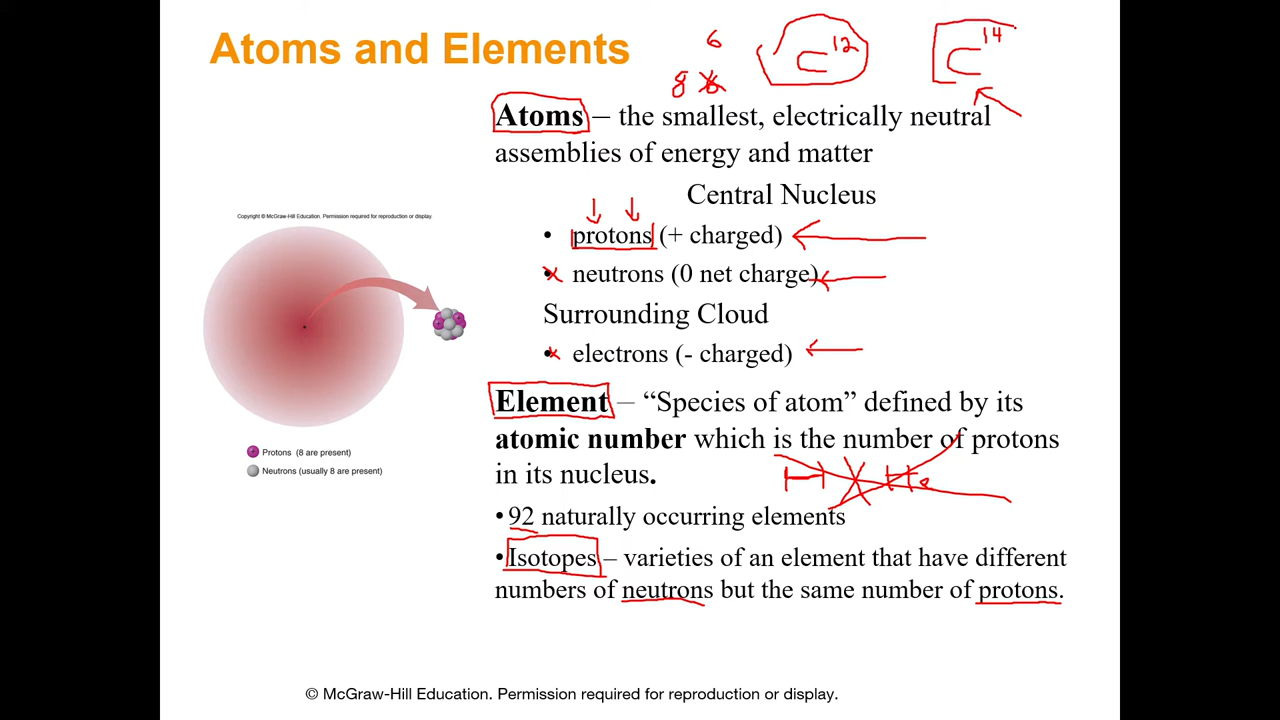 Atoms and Elements
6
8 6
C¹²
C¹⁴
Atoms – the smallest, electrically neutral
assemblies of energy and matter
Central Nucleus
• protons (+ charged)
• neutrons (0 net charge)
Surrounding Cloud
• electrons (- charged)
Copyright © McGraw-Hill Education. Permission required for reproduction or display.
Protons (8 are present)
Neutrons (usually 8 are present)
Element – “Species of atom” defined by its
atomic number which is the number of protons
in its nucleus.
• 92 naturally occurring elements
• Isotopes – varieties of an element that have different
numbers of neutrons but the same number of protons.
© McGraw-Hill Education. Permission required for reproduction or display.